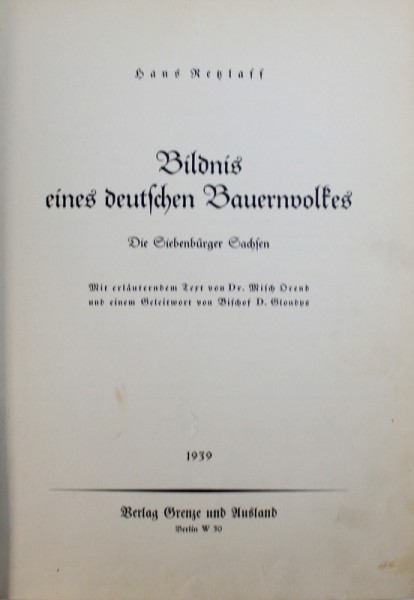 Hans Retzlaff
Bildnis
eines deutschen Bauernvolkes
Die Siebenbürger Sachsen
Mit erläuterndem Text von Dr. Misch Orend
und einem Geleitwort von Bischof D. Glondys
1939
Verlag Grenze und Ausland
Berlin W 30